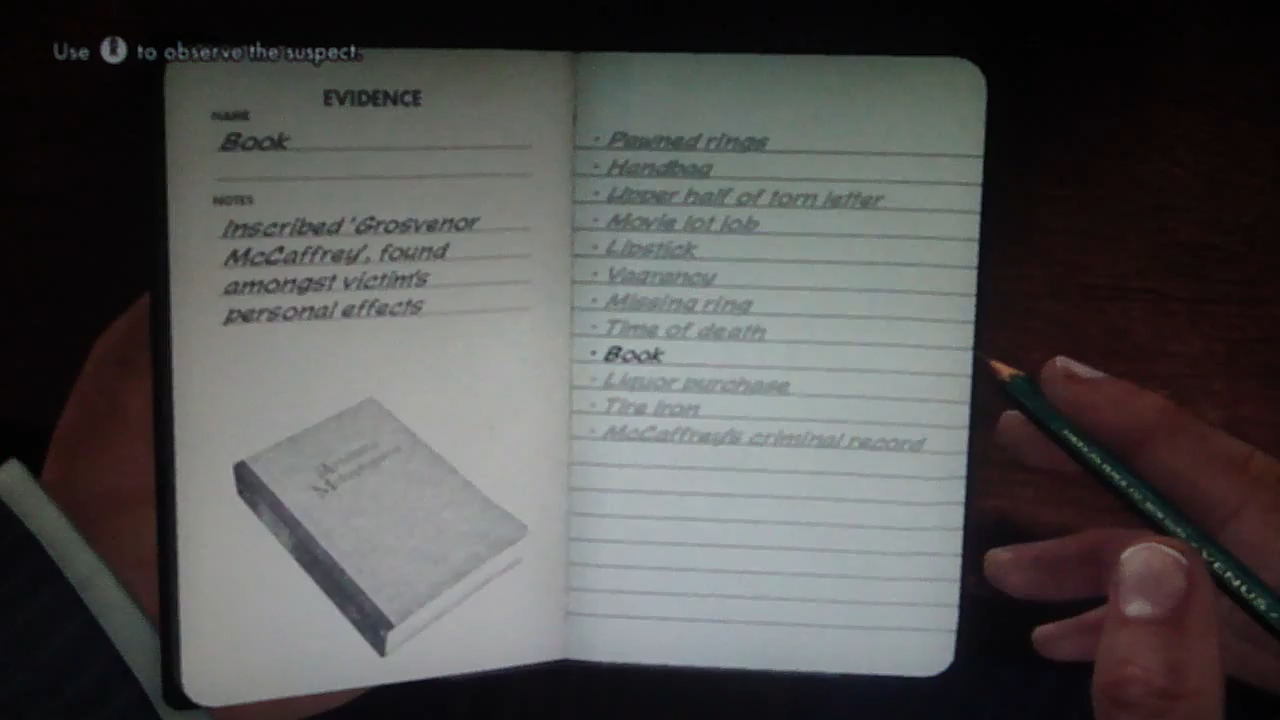 Use R to observe the suspect.
EVIDENCE
NAME
Book
NOTES
Inscribed 'Grosvenor
McCaffrey', found
amongst victim's
personal effects
· Pawned rings
· Handbag
· Upper half of torn letter
· Movie lot job
· Lipstick
· Vagrancy
· Missing ring
· Time of death
· Book
· Liquor purchase
· Tire iron
· McCaffrey's criminal record
VENUS